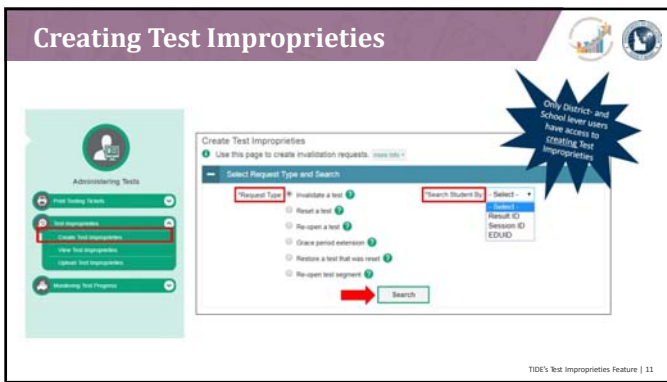 Creating Test Improprieties
Only District- and
School lever users
have access to
creating Test
Improprieties
Administering Tests
Print Testing Tickets
Test Improprieties
Create Test Improprieties
View Test Improprieties
Upload Test Improprieties
Monitoring Test Progress
Create Test Improprieties
Use this page to create invalidation requests. more info
Select Request Type and Search
*Request Type: Invalidate a test
Reset a test
Re-open a test
Grace period extension
Restore a test that was reset
Re-open test segment
*Search Student By: - Select -
- Select -
Result ID
Session ID
EDUID
Search
TIDE's Test Improprieties Feature | 11